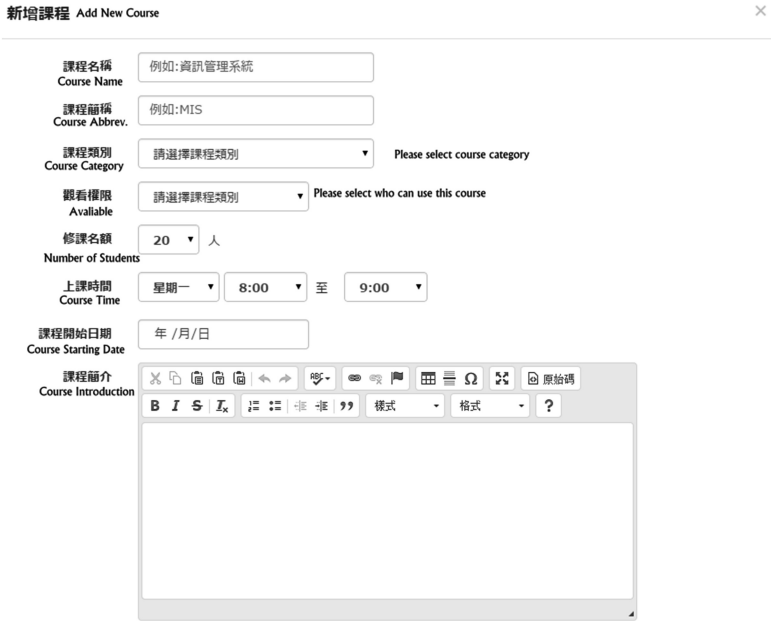 新增課程 Add New Course
課程名稱 例如:資訊管理系統
Course Name
課程簡稱 例如:MIS
Course Abbrev.
課程類別 請選擇課程類別 Please select course category
Course Category
觀看權限 請選擇課程類別 Please select who can use this course
Avaliable
修課名額 20 人
Number of Students
上課時間 星期一 8:00 至 9:00
Course Time
課程開始日期 年 /月/日
Course Starting Date
課程簡介
Course Introduction
ABC 原始碼
B I S Ix 樣式 格式 ?